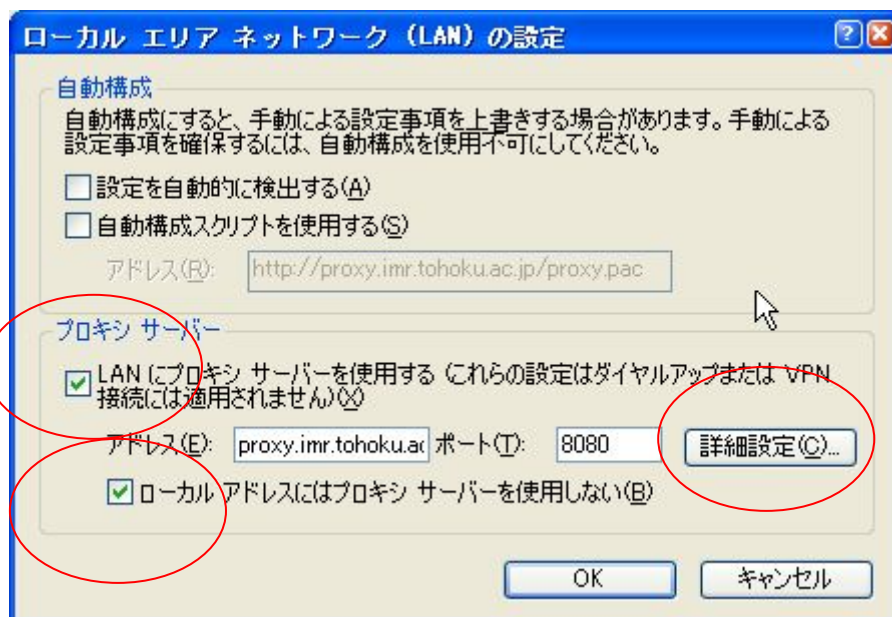 ローカル エリア ネットワーク (LAN) の設定
自動構成
自動構成にすると、手動による設定事項を上書きする場合があります。手動による
設定事項を確保するには、自動構成を使用不可にしてください。
設定を自動的に検出する(A)
自動構成スクリプトを使用する(S)
アドレス(R): http://proxy.imr.tohoku.ac.jp/proxy.pac
プロキシ サーバー
LAN にプロキシ サーバーを使用する (これらの設定はダイヤルアップまたは VPN
接続には適用されません)(X)
アドレス(E): proxy.imr.tohoku.ac ポート(T): 8080 詳細設定(C)...
ローカル アドレスにはプロキシ サーバーを使用しない(B)
OK キャンセル